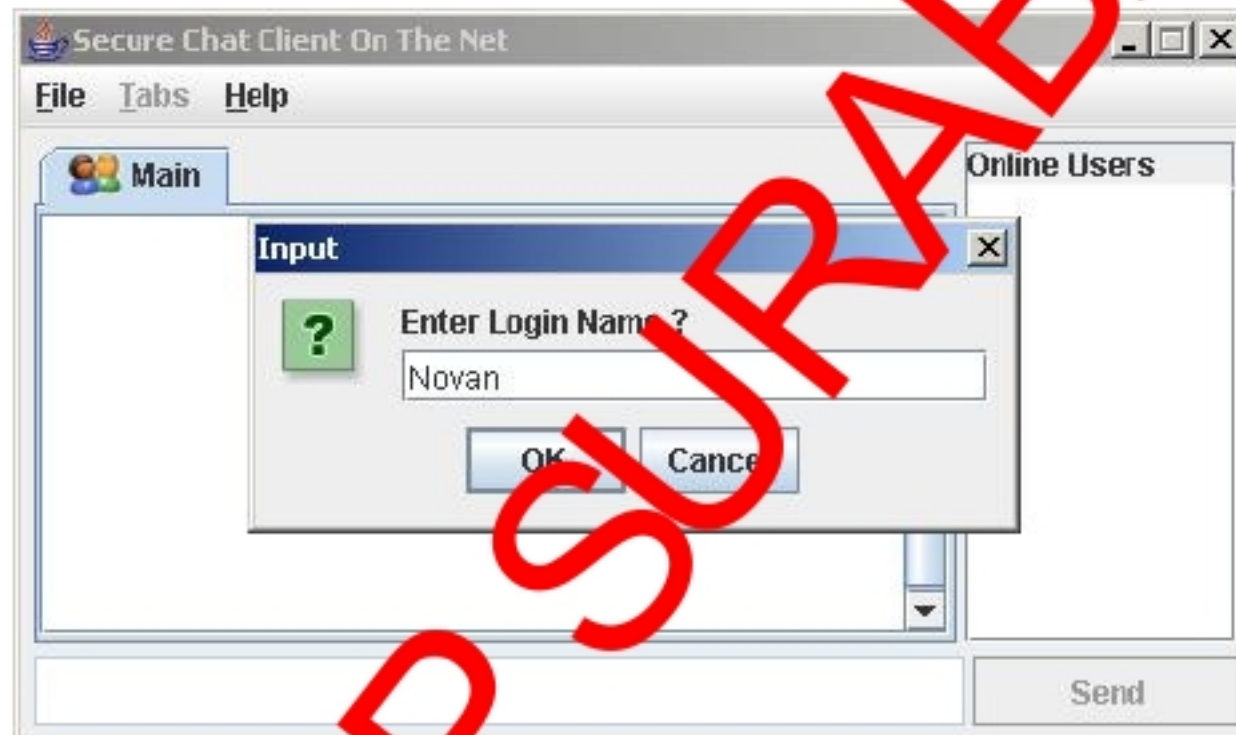 Secure Chat Client On The Net
File Tabs Help
Main
Online Users
Input
?
Enter Login Name ?
Novan
OK Cancel
Send
SURAB